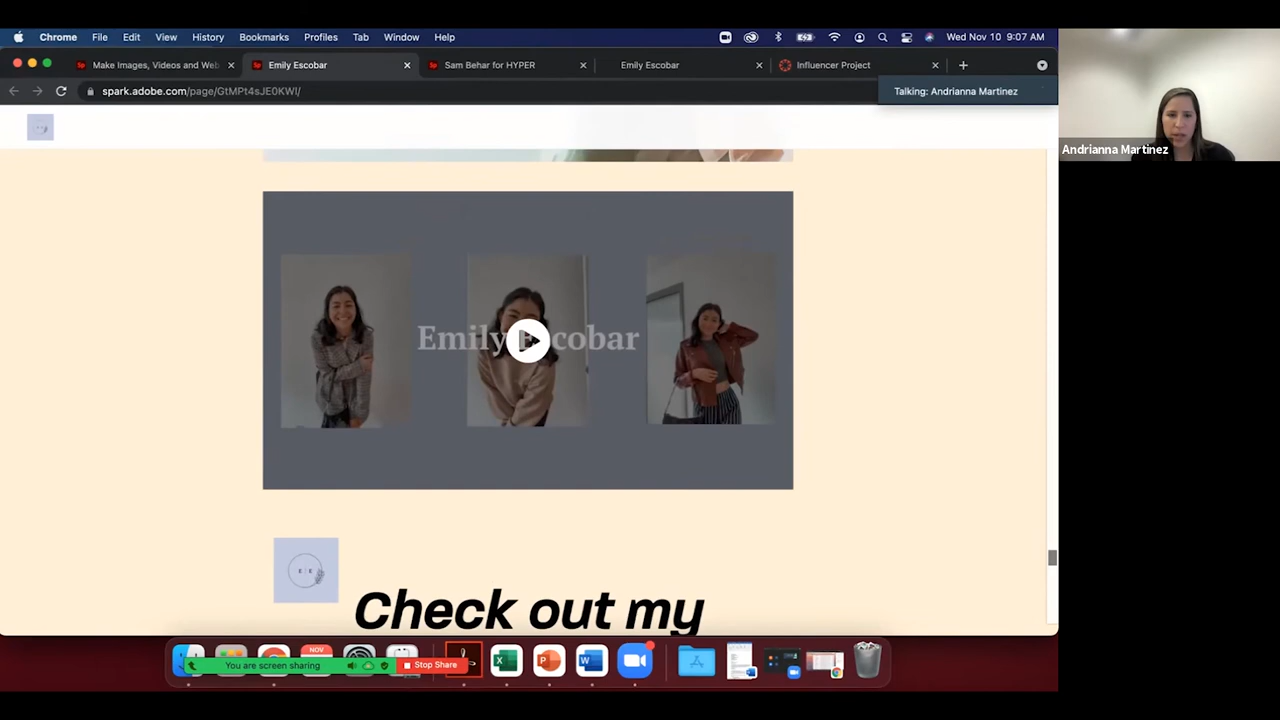 Chrome File Edit View History Bookmarks Profiles Tab Window Help Wed Nov 10 9:07 AM
Make Images, Videos and Web
Emily Escobar
Sam Behar for HYPER
Emily Escobar
Influencer Project
spark.adobe.com/page/GtMPt4sJE0KWI/
Talking: Andrianna Martinez
Andrianna Martinez
Emily Escobar
E E
Check out my
NOV
You are screen sharing
Stop Share